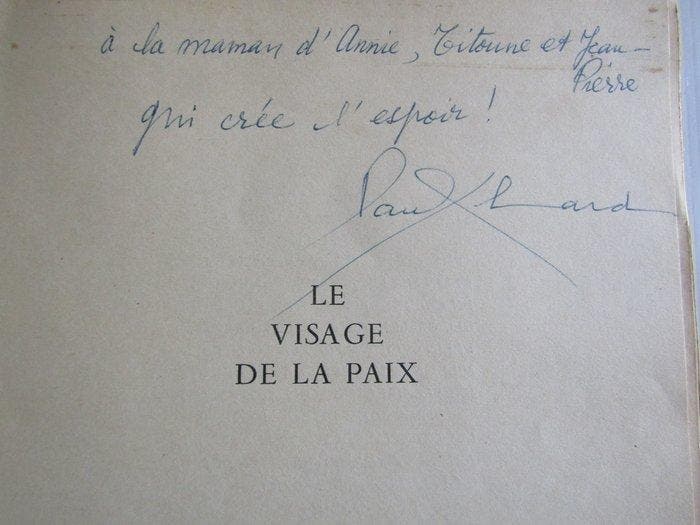 à la maman d'Annie, Titoune et Jean-
Pierre
qui crée l'espoir !
Paul Eluard
LE
VISAGE
DE LA PAIX